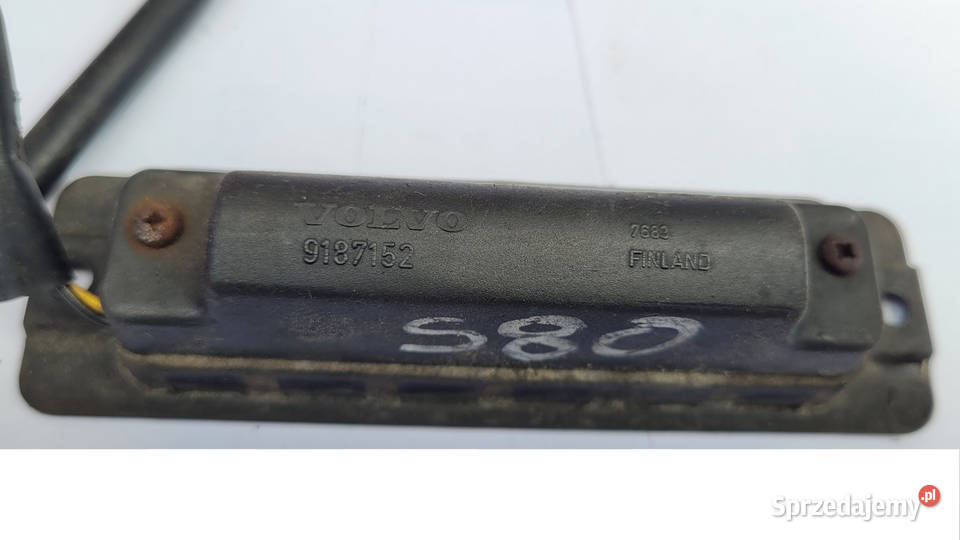 VOLVO
9187152
7683
FINLAND
S80
Sprzedajemy.pl